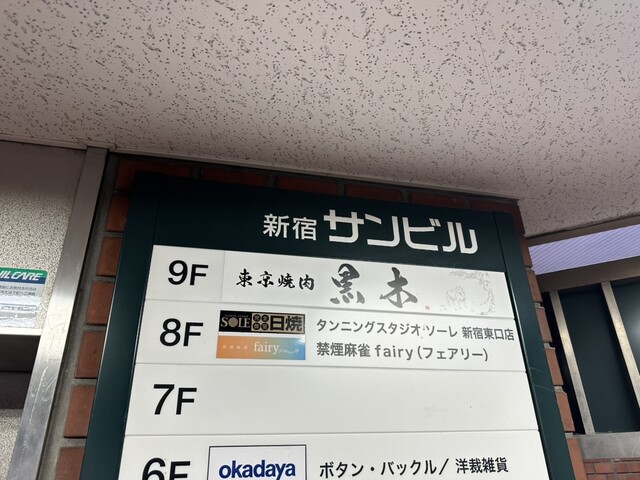 新宿 サンビル
9F 東京焼肉 黒木
8F SOLE 日焼 タンニングスタジオ ソーレ 新宿東口店
fairy 禁煙麻雀 fairy (フェアリー)
7F
6F okadaya ボタン・バックル/ 洋裁雑貨
CARE